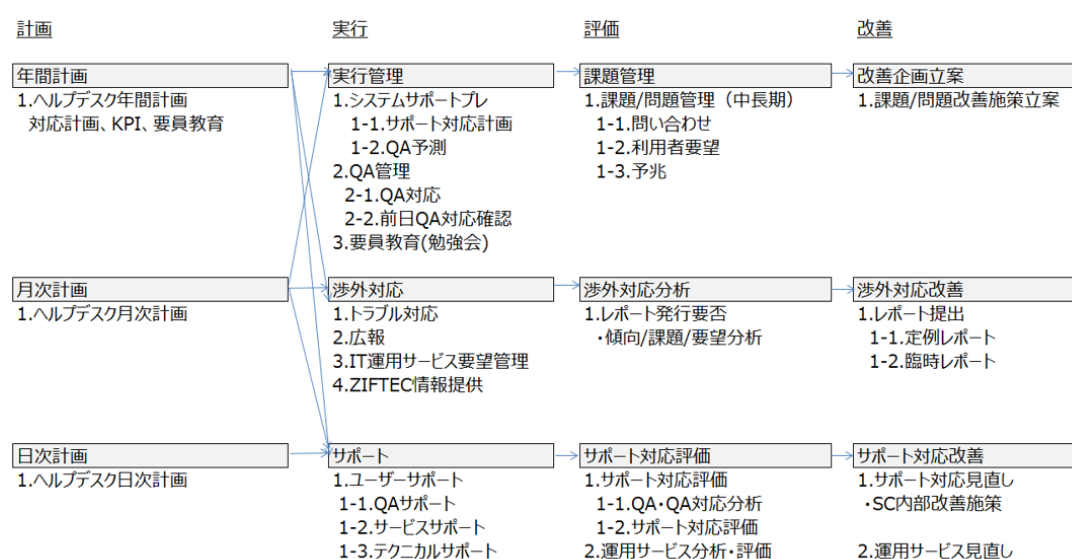 計画
実行
評価
改善
年間計画
1.ヘルプデスク年間計画
対応計画、KPI、要員教育
実行管理
1.システムサポートプレ
1-1.サポート対応計画
1-2.QA予測
2.QA管理
2-1.QA対応
2-2.前日QA対応確認
3.要員教育(勉強会)
課題管理
1.課題/問題管理（中長期）
1-1.問い合わせ
1-2.利用者要望
1-3.予兆
改善企画立案
1.課題/問題改善施策立案
月次計画
1.ヘルプデスク月次計画
渉外対応
1.トラブル対応
2.広報
3.IT運用サービス要望管理
4.ZIFTEC情報提供
渉外対応分析
1.レポート発行要否
・傾向/課題/要望分析
渉外対応改善
1.レポート提出
1-1.定例レポート
1-2.臨時レポート
日次計画
1.ヘルプデスク日次計画
サポート
1.ユーザーサポート
1-1.QAサポート
1-2.サービスサポート
1-3.テクニカルサポート
サポート対応評価
1.サポート対応評価
1-1.QA・QA対応分析
1-2.サポート対応評価
2.運用サービス分析・評価
サポート対応改善
1.サポート対応見直し
・SC内部改善施策
2.運用サービス見直し